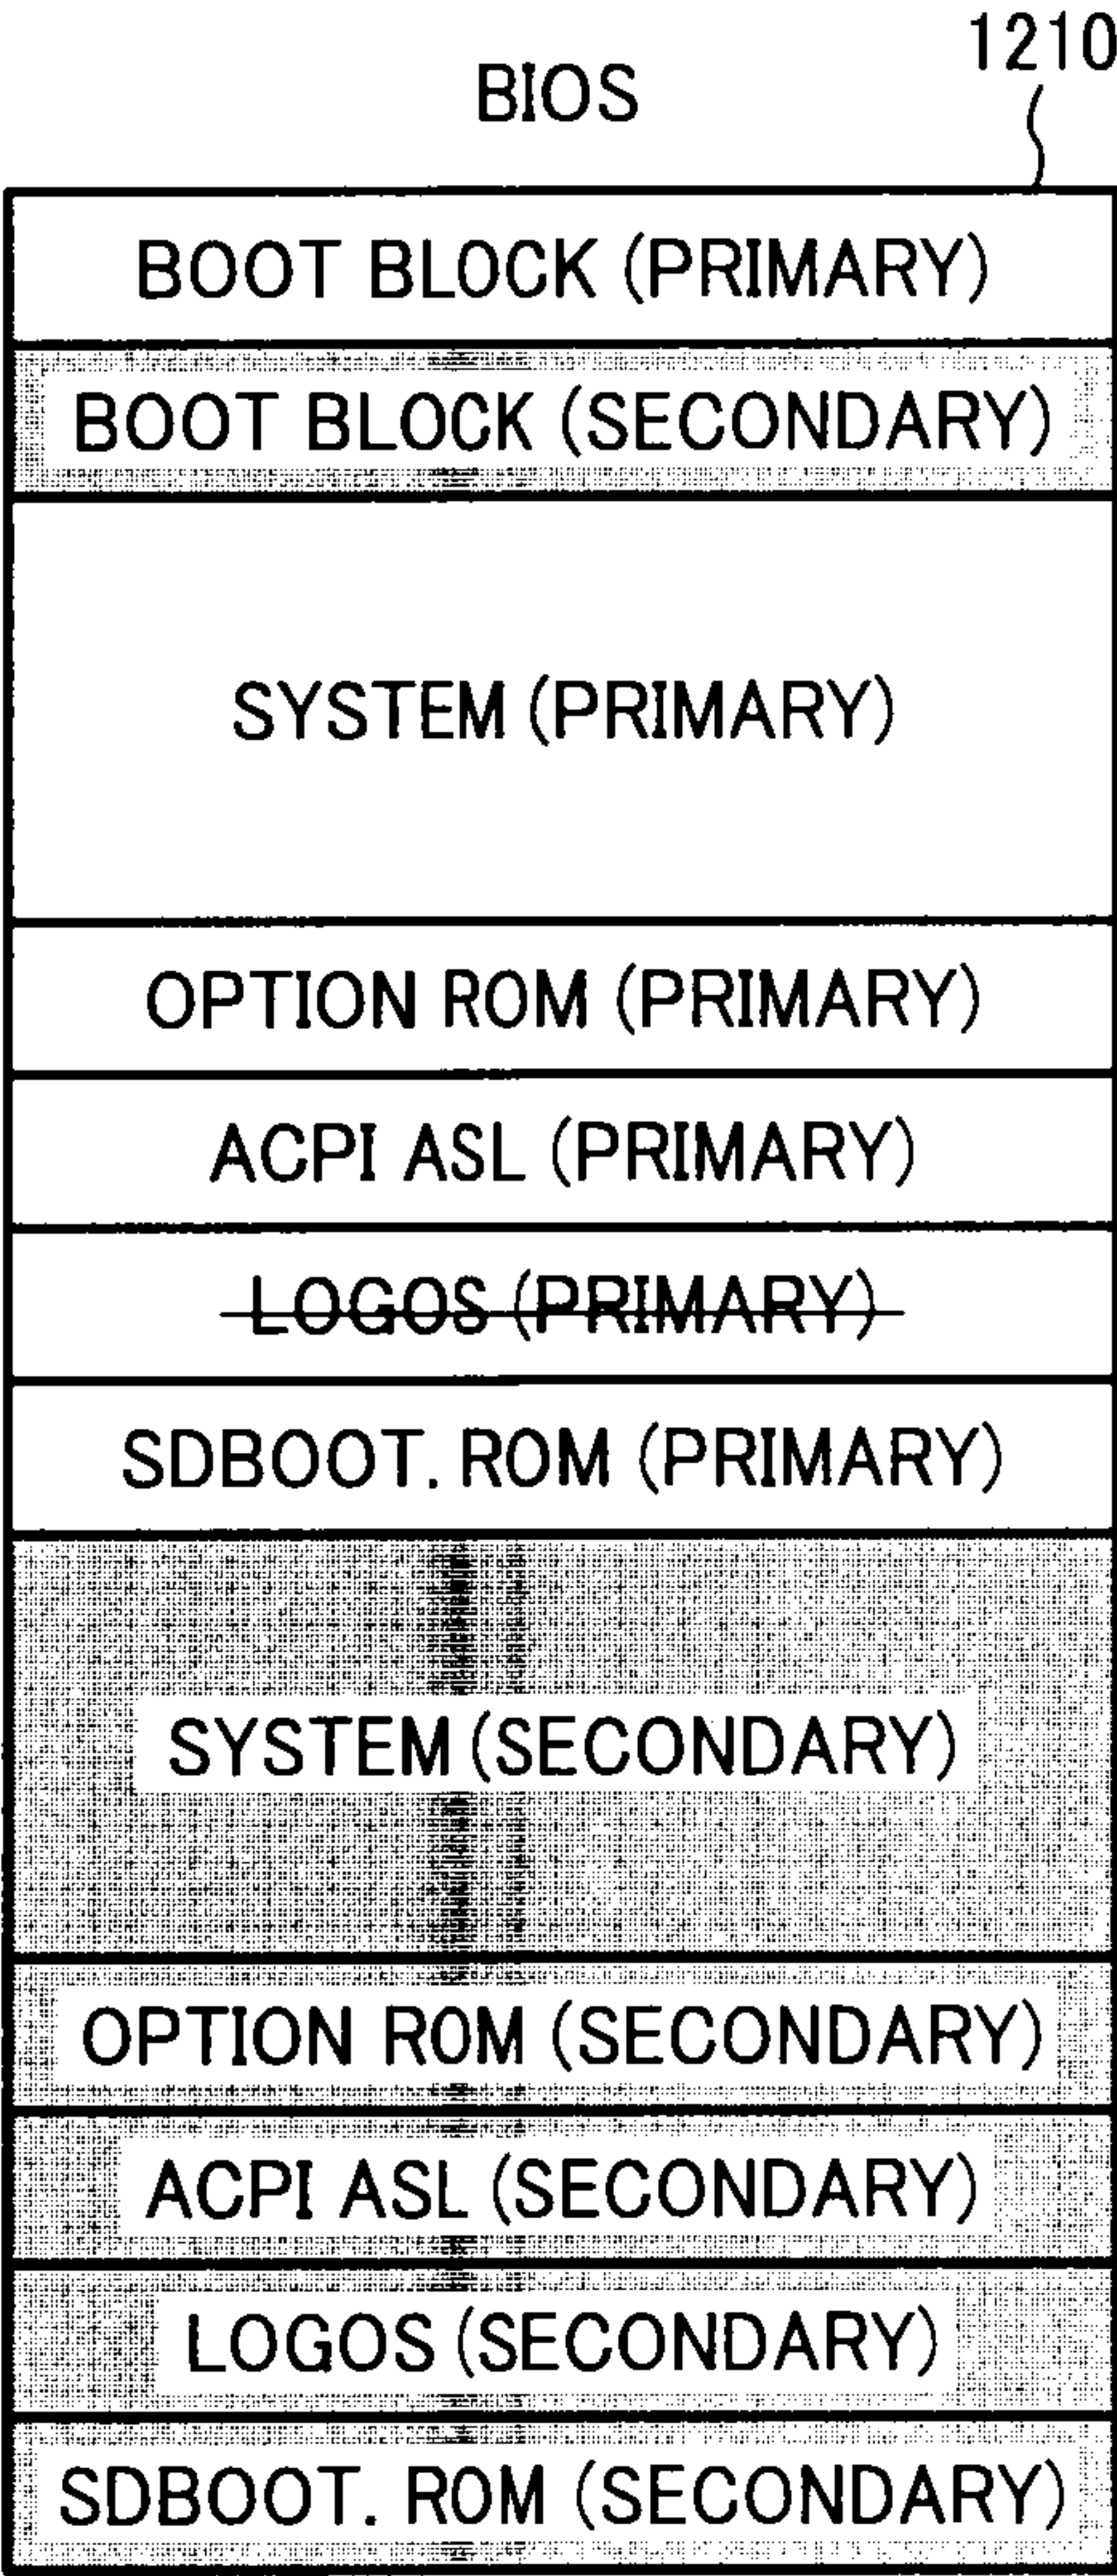 1210
BIOS
BOOT BLOCK (PRIMARY)
BOOT BLOCK (SECONDARY)
SYSTEM (PRIMARY)
OPTION ROM (PRIMARY)
ACPI ASL (PRIMARY)
LOGOS (PRIMARY)
SDBOOT. ROM (PRIMARY)
SYSTEM (SECONDARY)
OPTION ROM (SECONDARY)
ACPI ASL (SECONDARY)
LOGOS (SECONDARY)
SDBOOT. ROM (SECONDARY)